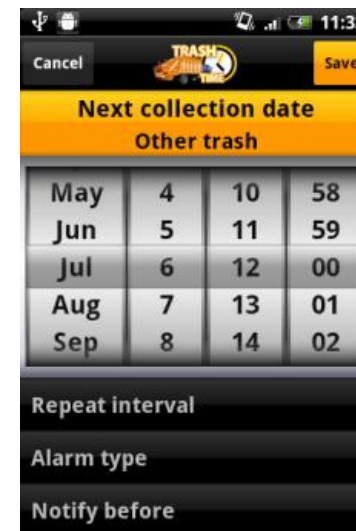 11:3
Cancel
TRASH
TIME
Save
Next collection date
Other trash
May 4 10 58
Jun 5 11 59
Jul 6 12 00
Aug 7 13 01
Sep 8 14 02
Repeat interval
Alarm type
Notify before